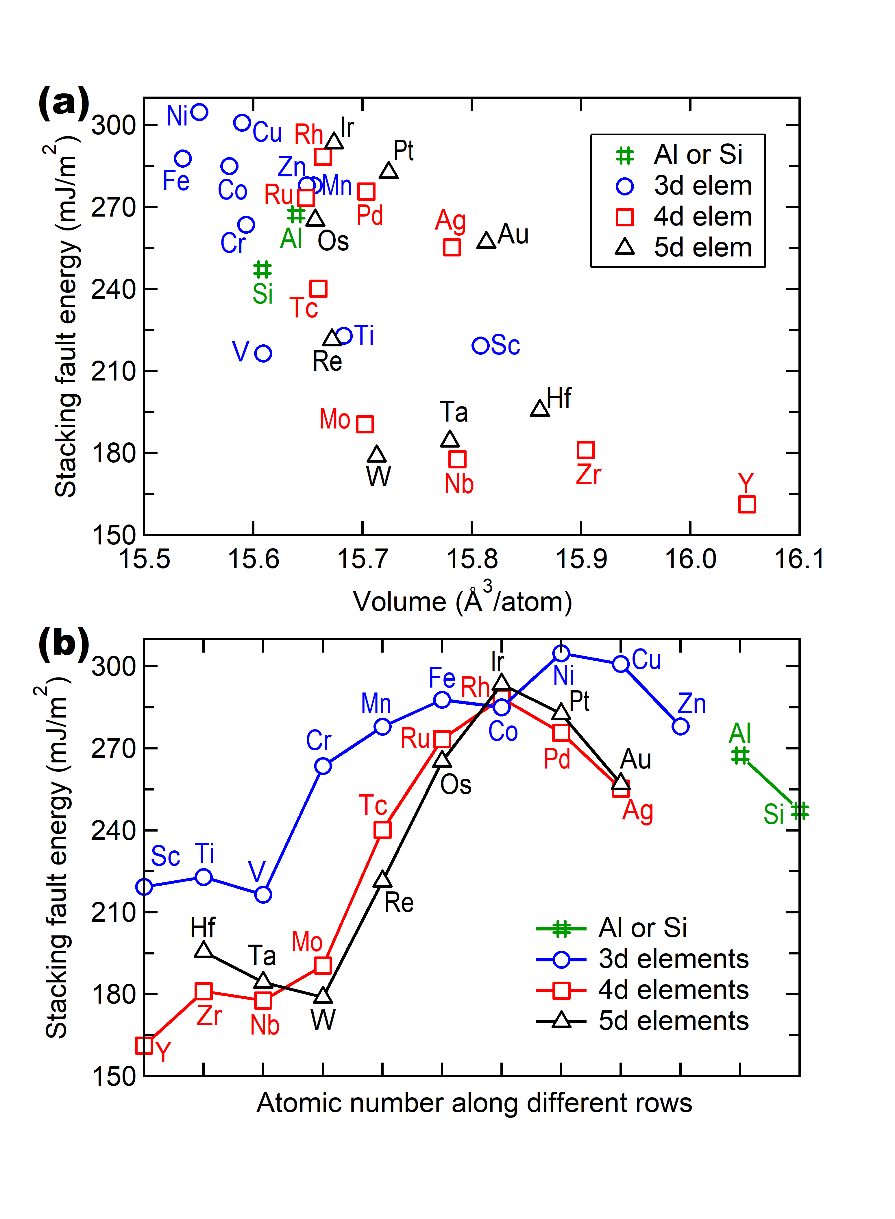 (a)
Stacking fault energy (mJ/m²)
300
270
240
210
180
150
Ni
Cu
Fe
Co
Cr
Zn
Mn
Rh
Ir
Pt
Ru
Al
Os
Pd
Ag
Au
Si
Tc
V
Re
Ti
Sc
Mo
W
Ta
Nb
Hf
Zr
Y
Al or Si
3d elem
4d elem
5d elem
15.5 15.6 15.7 15.8 15.9 16.0 16.1
Volume (Å³/atom)
(b)
Stacking fault energy (mJ/m²)
300
270
240
210
180
150
Sc
Ti
V
Cr
Mn
Fe
Co
Ni
Cu
Zn
Al
Si
Y
Zr
Nb
Mo
Tc
Ru
Rh
Pd
Ag
Hf
Ta
W
Re
Os
Ir
Pt
Au
Al or Si
3d elements
4d elements
5d elements
Atomic number along different rows